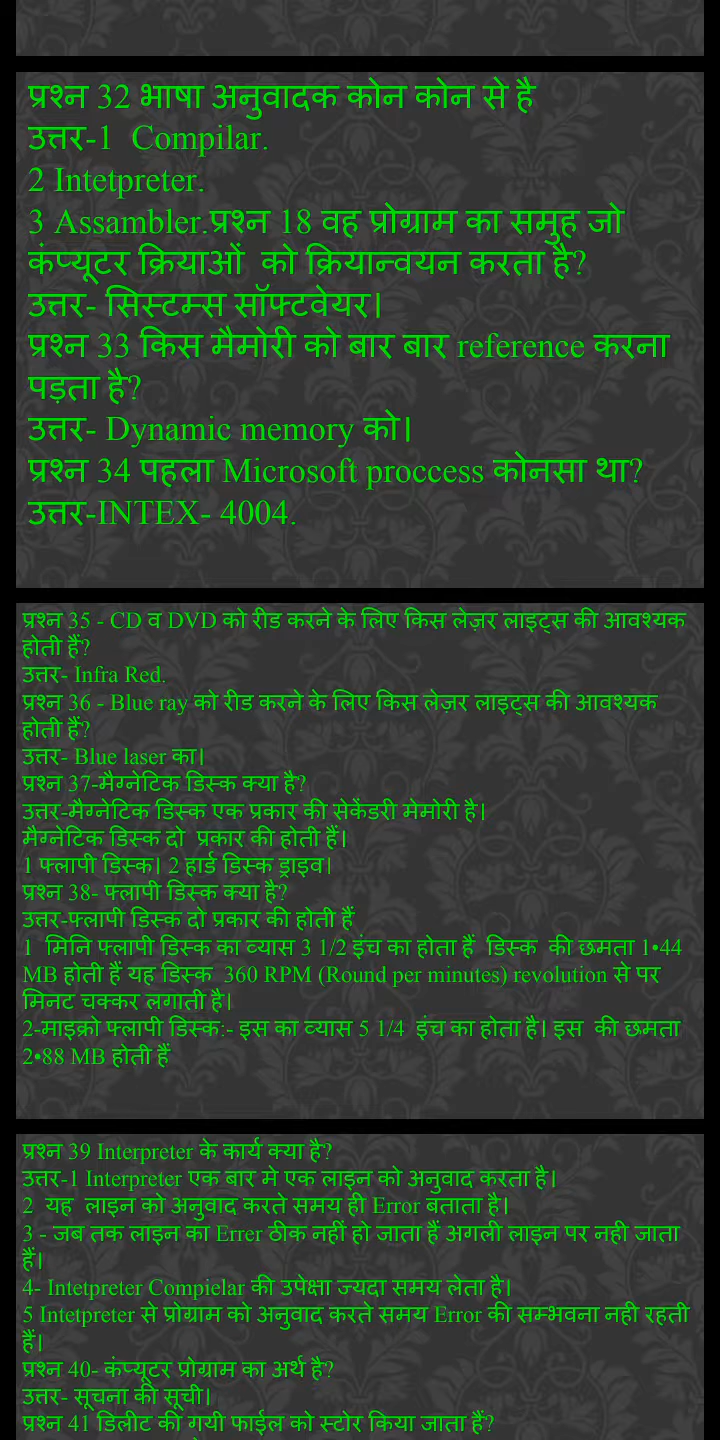 प्रश्न 32 भाषा अनुवादक कोन कोन से है
उत्तर-1  Compilar.
2 Intetpreter.
3 Assambler.प्रश्न 18 वह प्रोग्राम का समुह जो
कंप्यूटर क्रियाओं  को क्रियान्वयन करता है?
उत्तर- सिस्टम्स सॉफ्टवेयर।
प्रश्न 33 किस मैमोरी को बार बार reference करना
पड़ता है?
उत्तर- Dynamic memory को।
प्रश्न 34 पहला Microsoft proccess कोनसा था?
उत्तर-INTEX- 4004.
प्रश्न 35 - CD व DVD को रीड करने के लिए किस लेज़र लाइट्स की आवश्यक
होती हैं?
उत्तर- Infra Red.
प्रश्न 36 - Blue ray को रीड करने के लिए किस लेज़र लाइट्स की आवश्यक
होती हैं?
उत्तर- Blue laser का।
प्रश्न 37-मैग्नेटिक डिस्क क्या है?
उत्तर-मैग्नेटिक डिस्क एक प्रकार की सेकेंडरी मेमोरी है।
मैग्नेटिक डिस्क दो  प्रकार की होती हैं।
1 फ्लापी डिस्क। 2 हार्ड डिस्क ड्राइव।
प्रश्न 38- फ्लापी डिस्क क्या है?
उत्तर-फ्लापी डिस्क दो प्रकार की होती हैं
1  मिनि फ्लापी डिस्क का व्यास 3 1/2 इंच का होता हैं  डिस्क  की छमता 1•44
MB होती हैं यह डिस्क  360 RPM (Round per minutes) revolution से पर
मिनट चक्कर लगाती है।
2-माइक्रो फ्लापी डिस्क:- इस का व्यास 5 1/4  इंच का होता है। इस  की छमता
2•88 MB होती हैं
प्रश्न 39 Interpreter के कार्य क्या है?
उत्तर-1 Interpreter एक बार मे एक लाइन को अनुवाद करता है।
2  यह  लाइन को अनुवाद करते समय ही Error बताता है।
3 - जब तक लाइन का Errer ठीक नहीं हो जाता हैं अगली लाइन पर नही जाता
हैं।
4- Intetpreter Compielar की उपेक्षा ज्यदा समय लेता है।
5 Intetpreter से प्रोग्राम को अनुवाद करते समय Error की सम्भवना नही रहती
हैं।
प्रश्न 40- कंप्यूटर प्रोग्राम का अर्थ है?
उत्तर- सूचना की सूची।
प्रश्न 41 डिलीट की गयी फाईल को स्टोर किया जाता हैं?